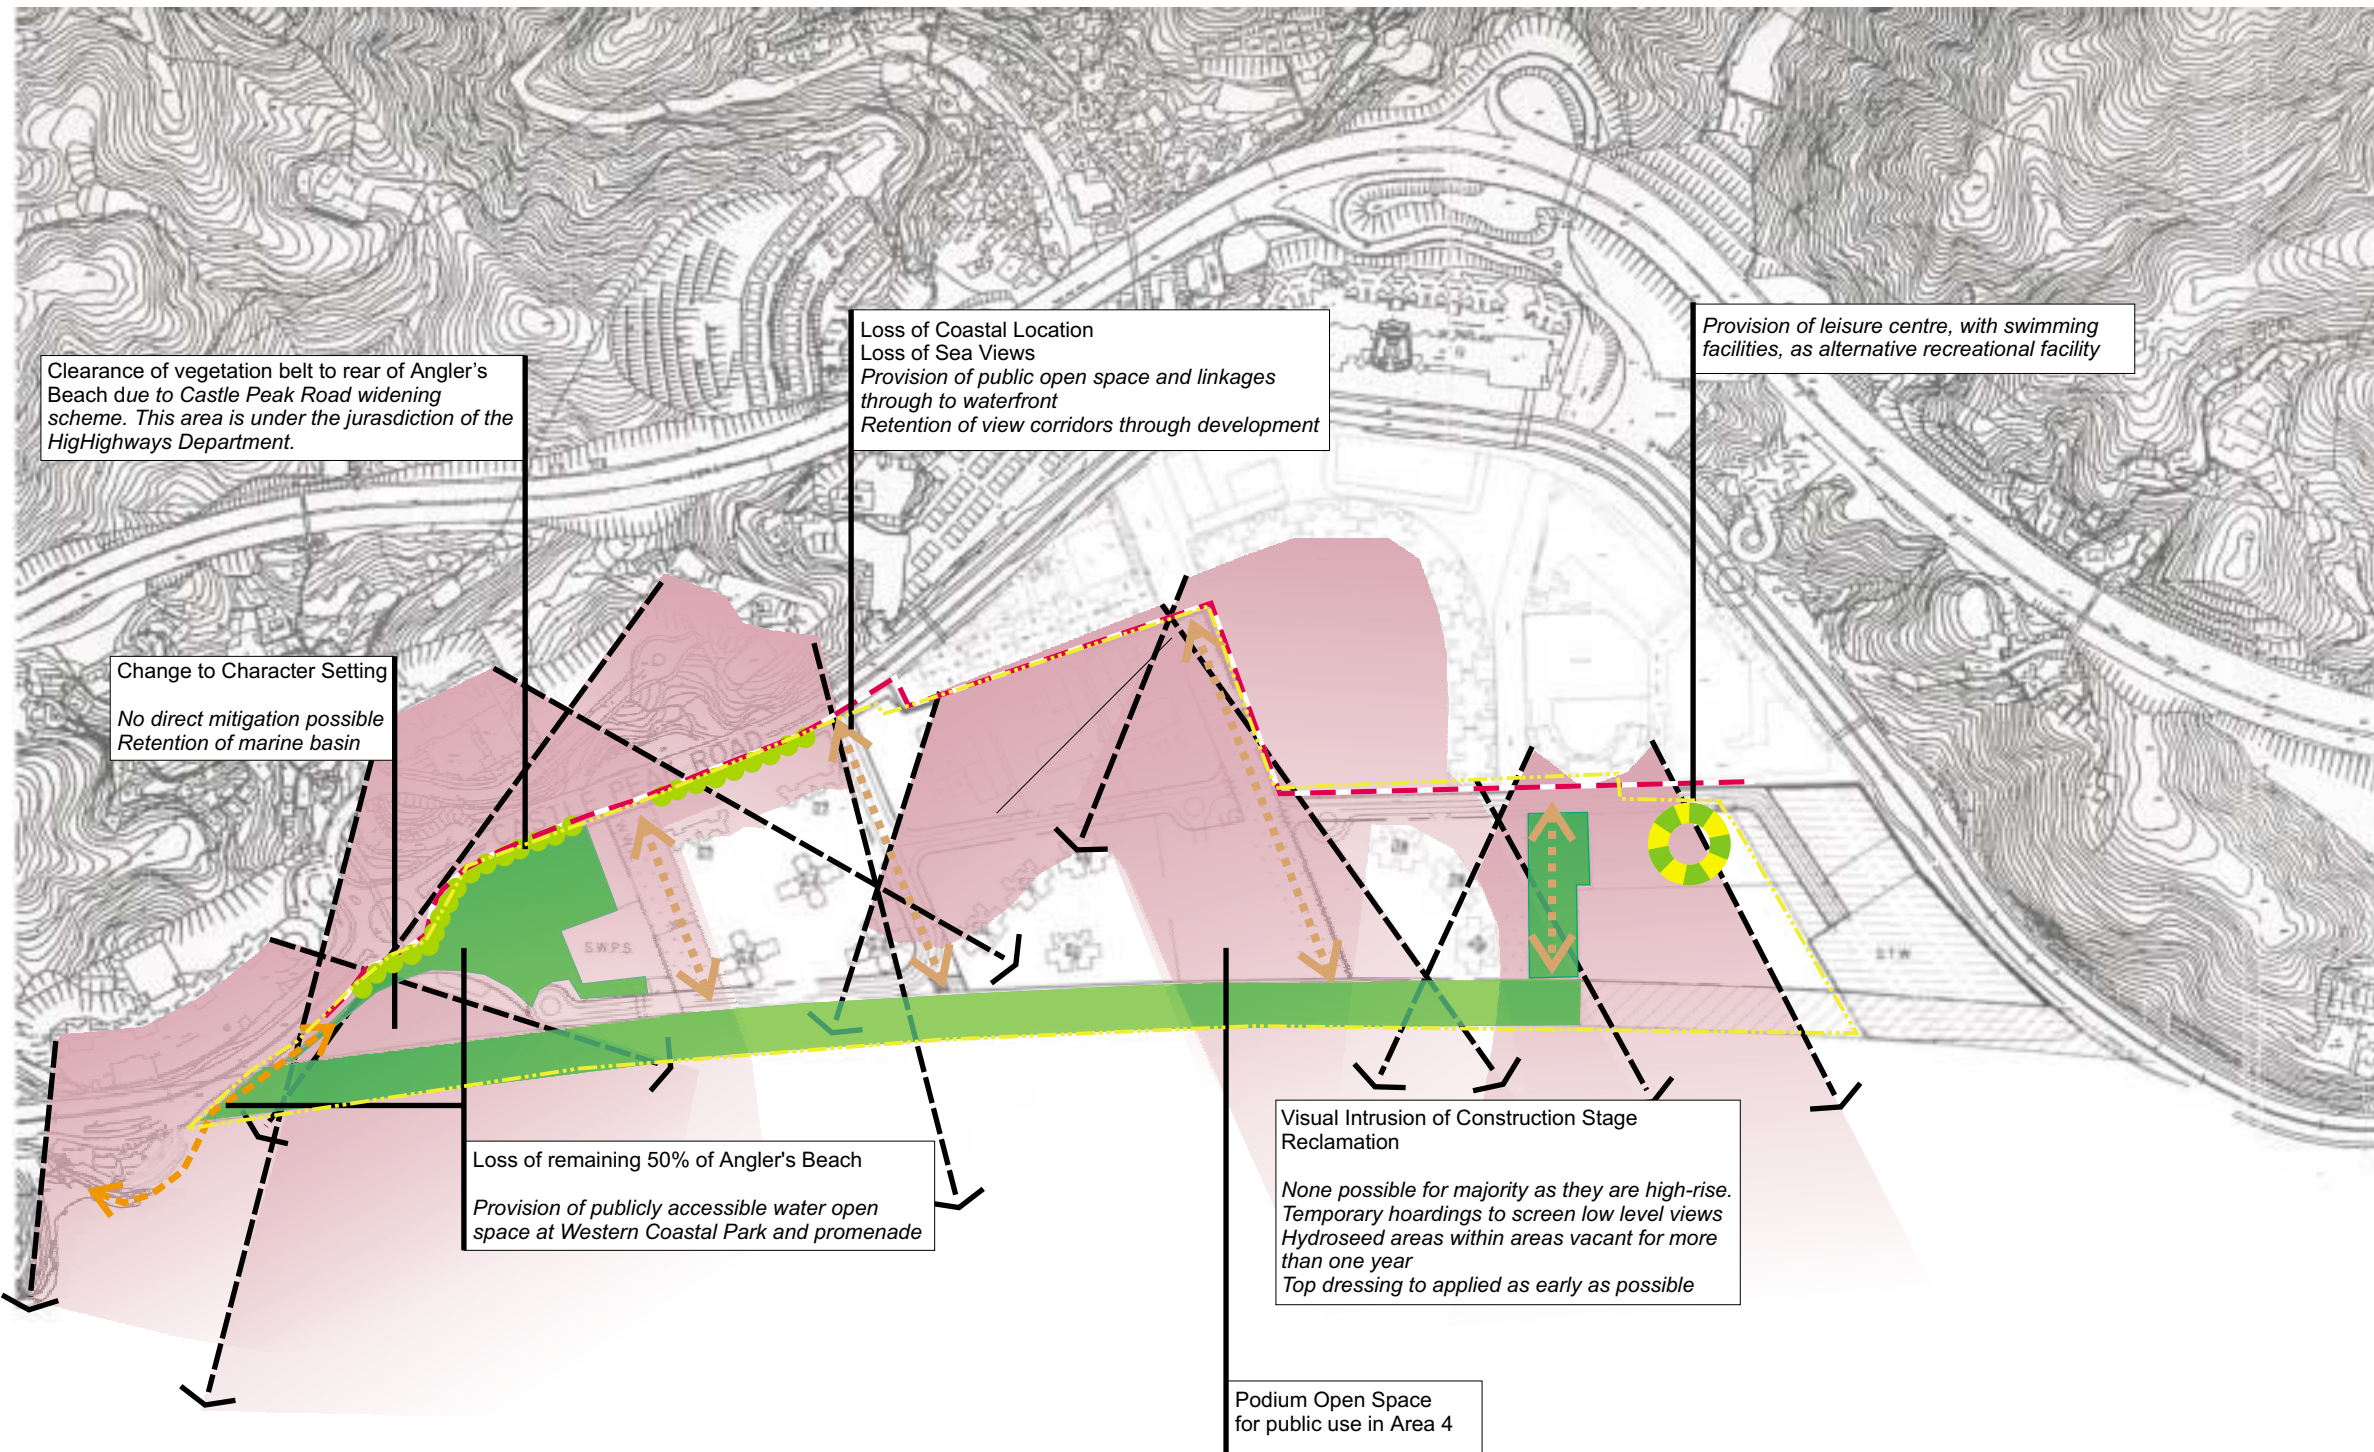 Clearance of vegetation belt to rear of Angler's
Beach due to Castle Peak Road widening
scheme. This area is under the jurasdiction of the
HigHighways Department.
Loss of Coastal Location
Loss of Sea Views
Provision of public open space and linkages
through to waterfront
Retention of view corridors through development
Provision of leisure centre, with swimming
facilities, as alternative recreational facility
Change to Character Setting
No direct mitigation possible
Retention of marine basin
S.W.P.S.
S.T.W.
Loss of remaining 50% of Angler's Beach
Provision of publicly accessible water open
space at Western Coastal Park and promenade
Visual Intrusion of Construction Stage
Reclamation
None possible for majority as they are high-rise.
Temporary hoardings to screen low level views
Hydroseed areas within areas vacant for more
than one year
Top dressing to applied as early as possible
Podium Open Space
for public use in Area 4